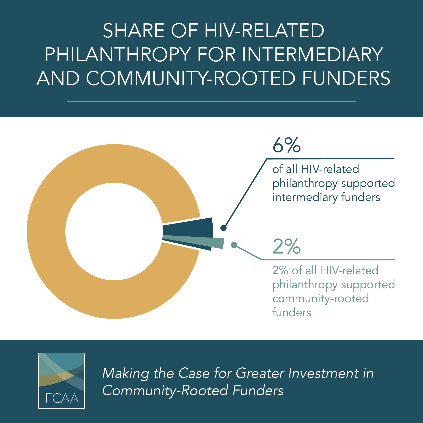 SHARE OF HIV-RELATED
PHILANTHROPY FOR INTERMEDIARY
AND COMMUNITY-ROOTED FUNDERS
6%
of all HIV-related
philanthropy supported
intermediary funders
2%
2% of all HIV-related
philanthropy supported
community-rooted
funders
FCAA
Making the Case for Greater Investment in
Community-Rooted Funders